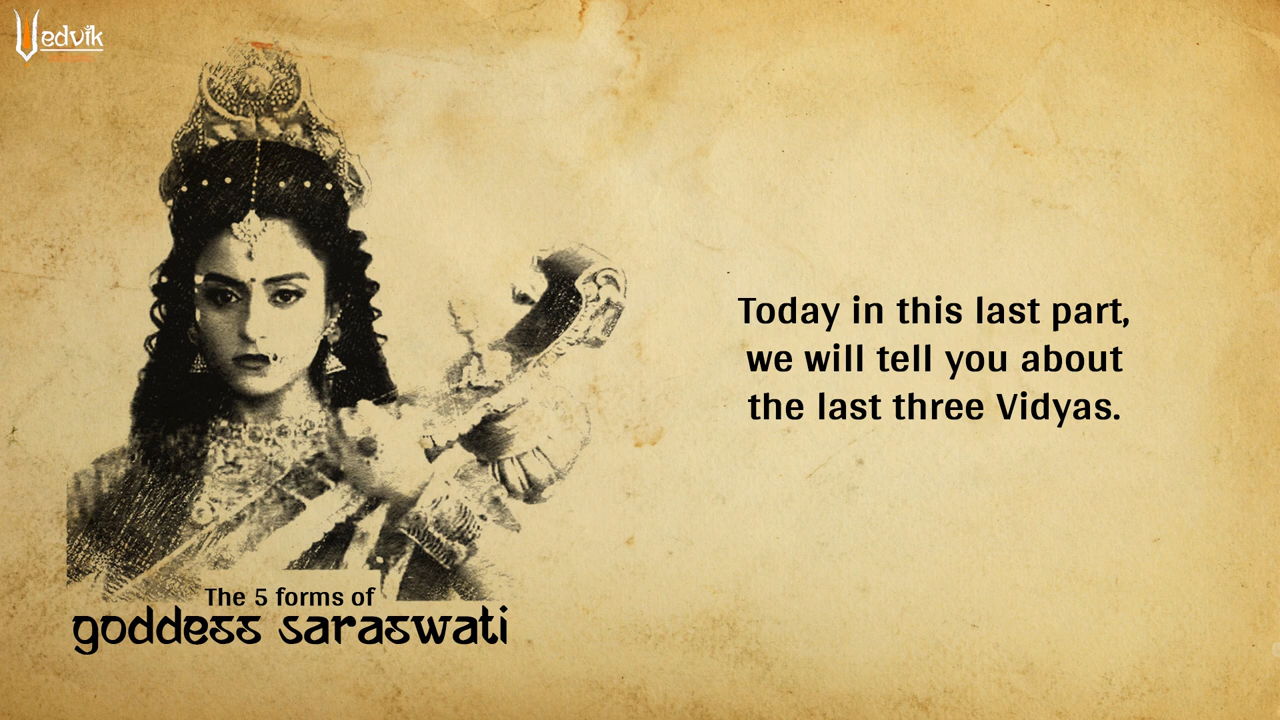 Vedvik
Today in this last part,
we will tell you about
the last three Vidyas.
The 5 forms of
goddess saraswati